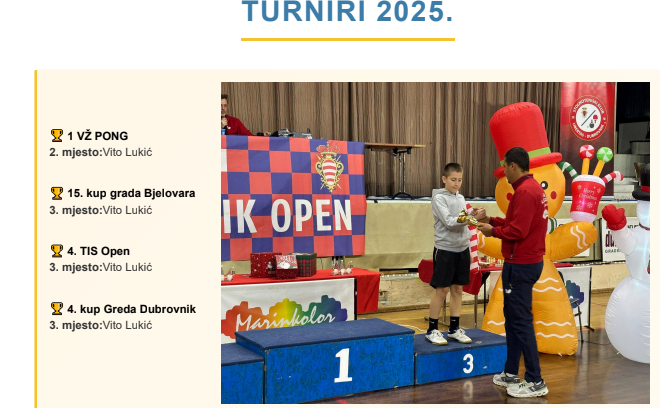 TURNIRI 2025.
🏆 1 VŽ PONG
2. mjesto:Vito Lukić
🏆 15. kup grada Bjelovara
3. mjesto:Vito Lukić
🏆 4. TIS Open
3. mjesto:Vito Lukić
🏆 4. kup Greda Dubrovnik
3. mjesto:Vito Lukić
IK OPEN
Marinkolor
1
3